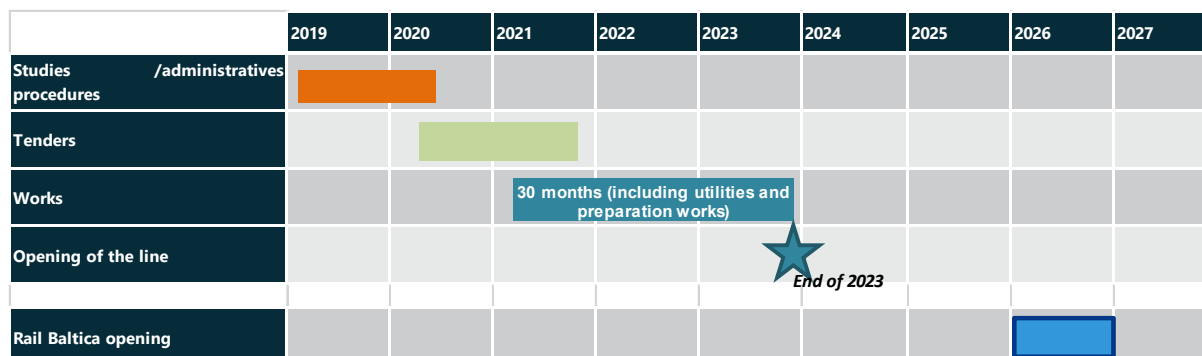 2019 2020 2021 2022 2023 2024 2025 2026 2027
Studies /administratives
procedures
Tenders
Works
30 months (including utilities and
preparation works)
Opening of the line
End of 2023
Rail Baltica opening